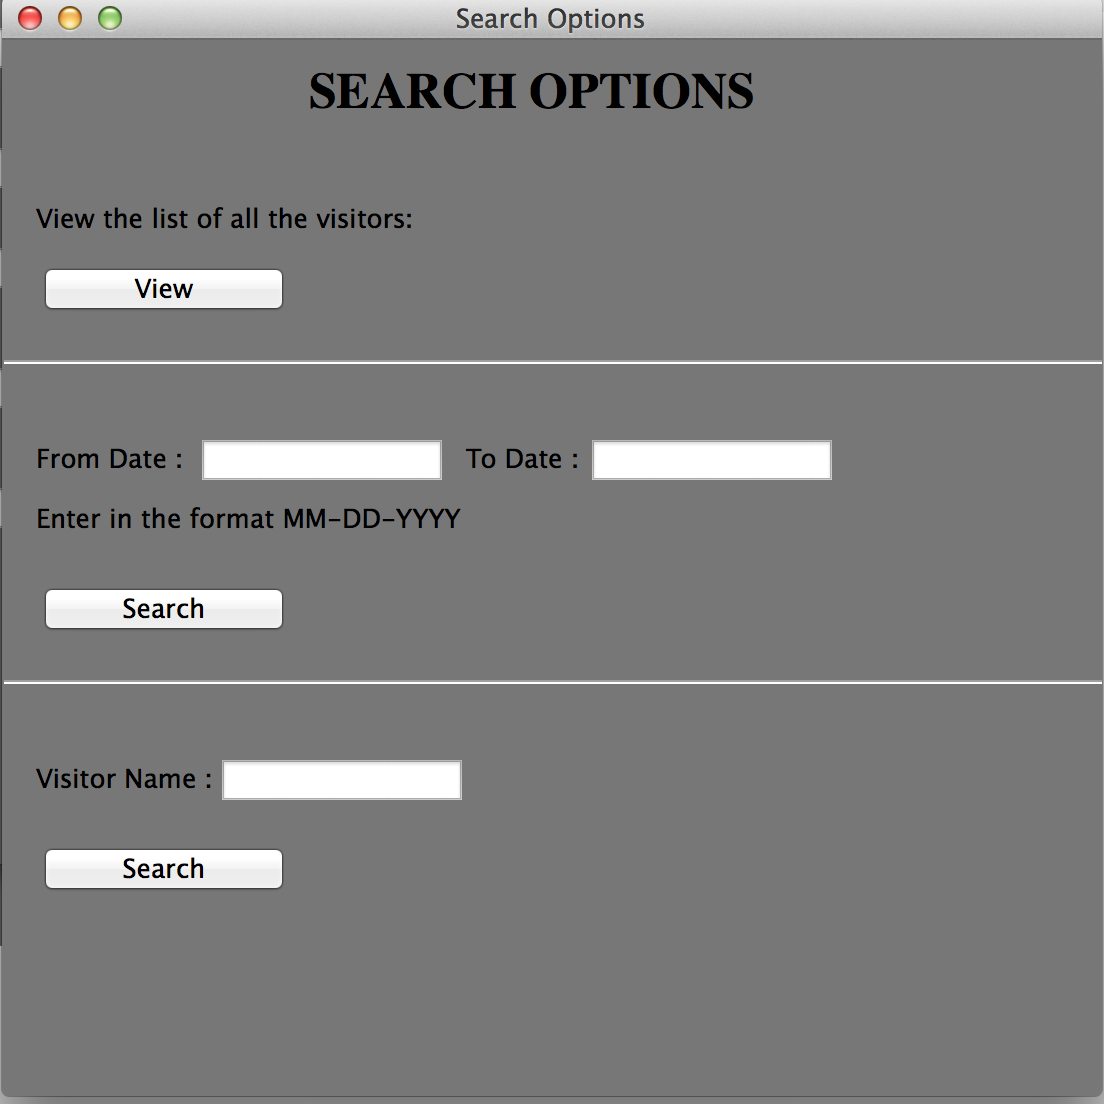 Search Options
SEARCH OPTIONS
View the list of all the visitors:
View
From Date : To Date :
Enter in the format MM-DD-YYYY
Search
Visitor Name :
Search